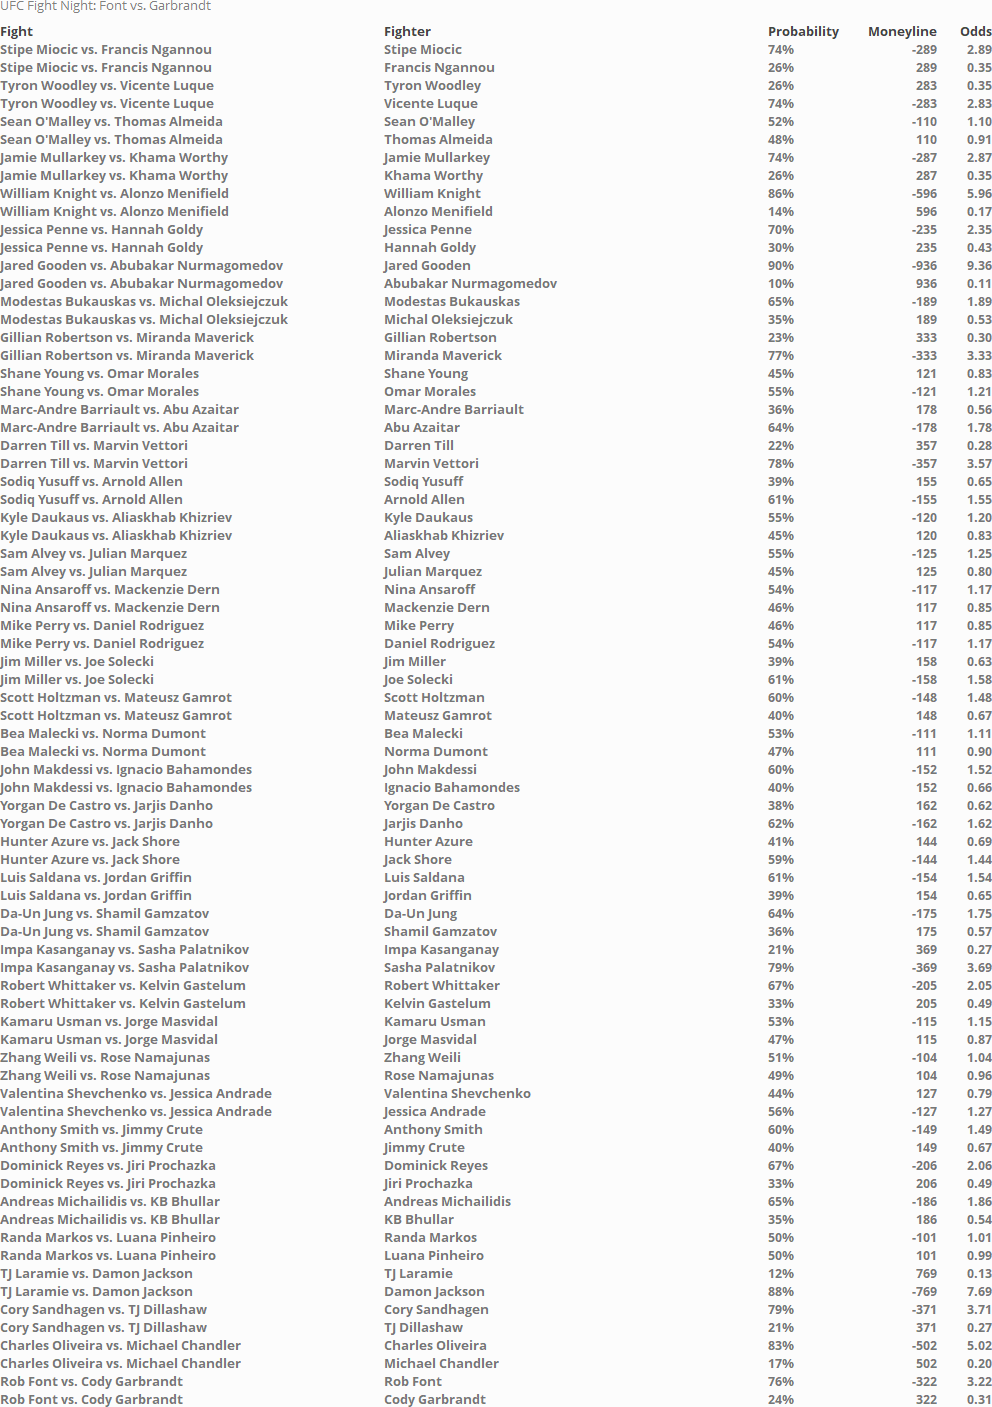 UFC Fight Night: Font vs. Garbrandt
Fight Fighter Probability Moneyline Odds
Stipe Miocic vs. Francis Ngannou Stipe Miocic 74% -289 2.89
Stipe Miocic vs. Francis Ngannou Francis Ngannou 26% 289 0.35
Tyron Woodley vs. Vicente Luque Tyron Woodley 26% 283 0.35
Tyron Woodley vs. Vicente Luque Vicente Luque 74% -283 2.83
Sean O'Malley vs. Thomas Almeida Sean O'Malley 52% -110 1.10
Sean O'Malley vs. Thomas Almeida Thomas Almeida 48% 110 0.91
Jamie Mullarkey vs. Khama Worthy Jamie Mullarkey 74% -287 2.87
Jamie Mullarkey vs. Khama Worthy Khama Worthy 26% 287 0.35
William Knight vs. Alonzo Menifield William Knight 86% -596 5.96
William Knight vs. Alonzo Menifield Alonzo Menifield 14% 596 0.17
Jessica Penne vs. Hannah Goldy Jessica Penne 70% -235 2.35
Jessica Penne vs. Hannah Goldy Hannah Goldy 30% 235 0.43
Jared Gooden vs. Abubakar Nurmagomedov Jared Gooden 90% -936 9.36
Jared Gooden vs. Abubakar Nurmagomedov Abubakar Nurmagomedov 10% 936 0.11
Modestas Bukauskas vs. Michal Oleksiejczuk Modestas Bukauskas 65% -189 1.89
Modestas Bukauskas vs. Michal Oleksiejczuk Michal Oleksiejczuk 35% 189 0.53
Gillian Robertson vs. Miranda Maverick Gillian Robertson 23% 333 0.30
Gillian Robertson vs. Miranda Maverick Miranda Maverick 77% -333 3.33
Shane Young vs. Omar Morales Shane Young 45% 121 0.83
Shane Young vs. Omar Morales Omar Morales 55% -121 1.21
Marc-Andre Barriault vs. Abu Azaitar Marc-Andre Barriault 36% 178 0.56
Marc-Andre Barriault vs. Abu Azaitar Abu Azaitar 64% -178 1.78
Darren Till vs. Marvin Vettori Darren Till 22% 357 0.28
Darren Till vs. Marvin Vettori Marvin Vettori 78% -357 3.57
Sodiq Yusuff vs. Arnold Allen Sodiq Yusuff 39% 155 0.65
Sodiq Yusuff vs. Arnold Allen Arnold Allen 61% -155 1.55
Kyle Daukaus vs. Aliaskhab Khizriev Kyle Daukaus 55% -120 1.20
Kyle Daukaus vs. Aliaskhab Khizriev Aliaskhab Khizriev 45% 120 0.83
Sam Alvey vs. Julian Marquez Sam Alvey 55% -125 1.25
Sam Alvey vs. Julian Marquez Julian Marquez 45% 125 0.80
Nina Ansaroff vs. Mackenzie Dern Nina Ansaroff 54% -117 1.17
Nina Ansaroff vs. Mackenzie Dern Mackenzie Dern 46% 117 0.85
Mike Perry vs. Daniel Rodriguez Mike Perry 46% 117 0.85
Mike Perry vs. Daniel Rodriguez Daniel Rodriguez 54% -117 1.17
Jim Miller vs. Joe Solecki Jim Miller 39% 158 0.63
Jim Miller vs. Joe Solecki Joe Solecki 61% -158 1.58
Scott Holtzman vs. Mateusz Gamrot Scott Holtzman 60% -148 1.48
Scott Holtzman vs. Mateusz Gamrot Mateusz Gamrot 40% 148 0.67
Bea Malecki vs. Norma Dumont Bea Malecki 53% -111 1.11
Bea Malecki vs. Norma Dumont Norma Dumont 47% 111 0.90
John Makdessi vs. Ignacio Bahamondes John Makdessi 60% -152 1.52
John Makdessi vs. Ignacio Bahamondes Ignacio Bahamondes 40% 152 0.66
Yorgan De Castro vs. Jarjis Danho Yorgan De Castro 38% 162 0.62
Yorgan De Castro vs. Jarjis Danho Jarjis Danho 62% -162 1.62
Hunter Azure vs. Jack Shore Hunter Azure 41% 144 0.69
Hunter Azure vs. Jack Shore Jack Shore 59% -144 1.44
Luis Saldana vs. Jordan Griffin Luis Saldana 61% -154 1.54
Luis Saldana vs. Jordan Griffin Jordan Griffin 39% 154 0.65
Da-Un Jung vs. Shamil Gamzatov Da-Un Jung 64% -175 1.75
Da-Un Jung vs. Shamil Gamzatov Shamil Gamzatov 36% 175 0.57
Impa Kasanganay vs. Sasha Palatnikov Impa Kasanganay 21% 369 0.27
Impa Kasanganay vs. Sasha Palatnikov Sasha Palatnikov 79% -369 3.69
Robert Whittaker vs. Kelvin Gastelum Robert Whittaker 67% -205 2.05
Robert Whittaker vs. Kelvin Gastelum Kelvin Gastelum 33% 205 0.49
Kamaru Usman vs. Jorge Masvidal Kamaru Usman 53% -115 1.15
Kamaru Usman vs. Jorge Masvidal Jorge Masvidal 47% 115 0.87
Zhang Weili vs. Rose Namajunas Zhang Weili 51% -104 1.04
Zhang Weili vs. Rose Namajunas Rose Namajunas 49% 104 0.96
Valentina Shevchenko vs. Jessica Andrade Valentina Shevchenko 44% 127 0.79
Valentina Shevchenko vs. Jessica Andrade Jessica Andrade 56% -127 1.27
Anthony Smith vs. Jimmy Crute Anthony Smith 60% -149 1.49
Anthony Smith vs. Jimmy Crute Jimmy Crute 40% 149 0.67
Dominick Reyes vs. Jiri Prochazka Dominick Reyes 67% -206 2.06
Dominick Reyes vs. Jiri Prochazka Jiri Prochazka 33% 206 0.49
Andreas Michailidis vs. KB Bhullar Andreas Michailidis 65% -186 1.86
Andreas Michailidis vs. KB Bhullar KB Bhullar 35% 186 0.54
Randa Markos vs. Luana Pinheiro Randa Markos 50% -101 1.01
Randa Markos vs. Luana Pinheiro Luana Pinheiro 50% 101 0.99
TJ Laramie vs. Damon Jackson TJ Laramie 12% 769 0.13
TJ Laramie vs. Damon Jackson Damon Jackson 88% -769 7.69
Cory Sandhagen vs. TJ Dillashaw Cory Sandhagen 79% -371 3.71
Cory Sandhagen vs. TJ Dillashaw TJ Dillashaw 21% 371 0.27
Charles Oliveira vs. Michael Chandler Charles Oliveira 83% -502 5.02
Charles Oliveira vs. Michael Chandler Michael Chandler 17% 502 0.20
Rob Font vs. Cody Garbrandt Rob Font 76% -322 3.22
Rob Font vs. Cody Garbrandt Cody Garbrandt 24% 322 0.31